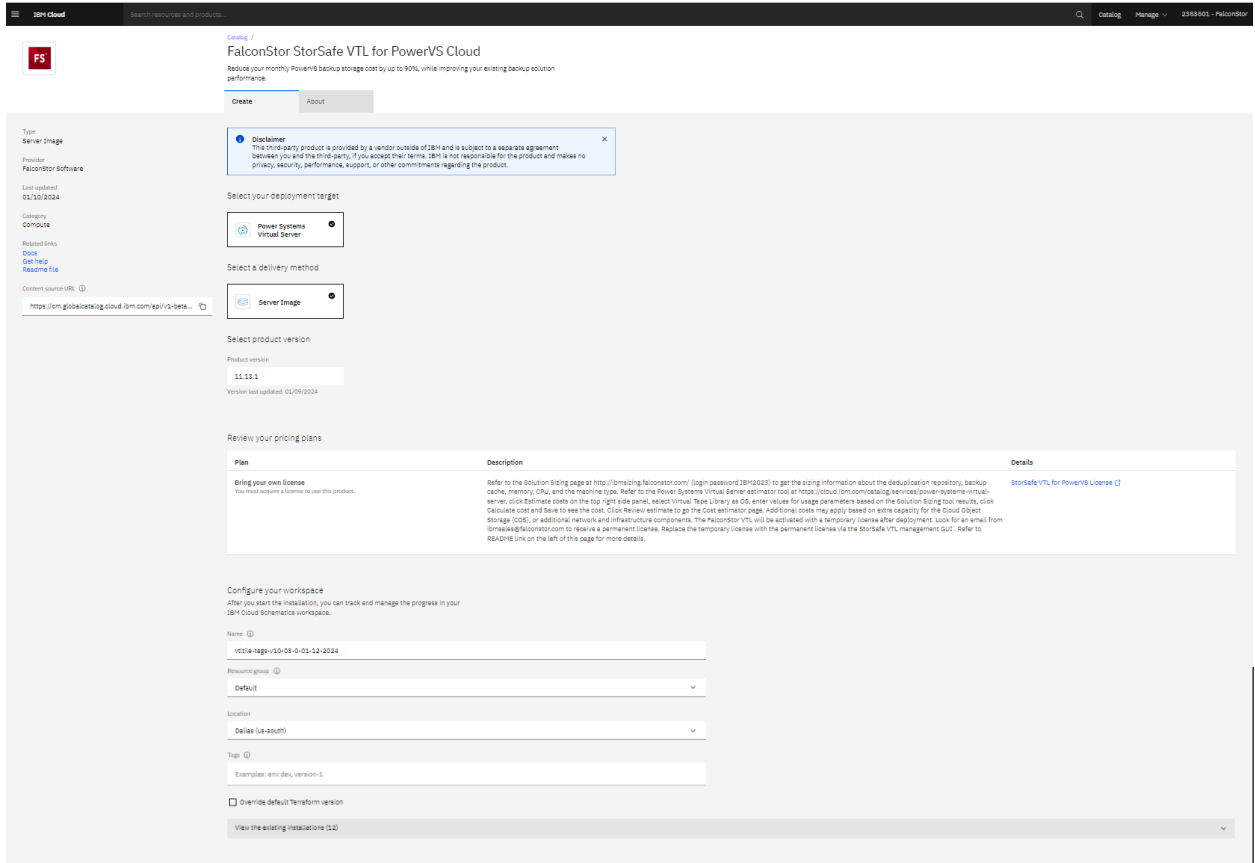 IBM Cloud
Search resources and products...
Catalog
Manage
2353501 - FalconStor
FS
Catalog /
FalconStor StorSafe VTL for PowerVS Cloud
Reduce your monthly PowerVS backup storage cost by up to 90%, while improving your existing backup solution
performance.
Create
About
Type
Server Image
Provider
FalconStor Software
Last updated
01/10/2024
Category
Compute
Related links
Docs
Get help
Readme file
Content source URL
https://cm.globalcatalog.cloud.ibm.com/api/v1-beta...
Disclaimer
This third-party product is provided by a vendor outside of IBM and is subject to a separate agreement
between you and the third-party, if you accept their terms. IBM is not responsible for the product and makes no
privacy, security, performance, support, or other commitments regarding the product.
Select your deployment target
Power Systems
Virtual Server
Select a delivery method
Server Image
Select product version
Product version
11.13.1
Version last updated: 01/09/2024
Review your pricing plans
Plan
Description
Details
Bring your own license
You must acquire a license to use this product.
Refer to the Solution Sizing page at http://ibmsizing.falconstor.com/ (login password IBM2023) to get the sizing information about the deduplication repository, backup
cache, memory, CPU, and the machine type. Refer to the Power Systems Virtual Server estimator tool at https://cloud.ibm.com/catalog/services/power-systems-virtual-
server, click Estimate costs on the top right side panel, select Virtual Tape Library as OS, enter values for usage parameters based on the Solution Sizing tool results, click
Calculate cost and Save to see the cost. Click Review estimate to go the Cost estimator page. Additional costs may apply based on extra capacity for the Cloud Object
Storage (COS), or additional network and infrastructure components. The FalconStor VTL will be activated with a temporary license after deployment. Look for an email from
ibmsales@falconstor.com to receive a permanent license. Replace the temporary license with the permanent license via the StorSafe VTL management GUI . Refer to
README link on the left of this page for more details.
StorSafe VTL for PowerVS License
Configure your workspace
After you start the installation, you can track and manage the progress in your
IBM Cloud Schematics workspace.
Name
vtltile-tags-v10-03-0-01-12-2024
Resource group
Default
Location
Dallas (us-south)
Tags
Examples: env:dev, version-1
Override default Terraform version
View the existing installations (12)